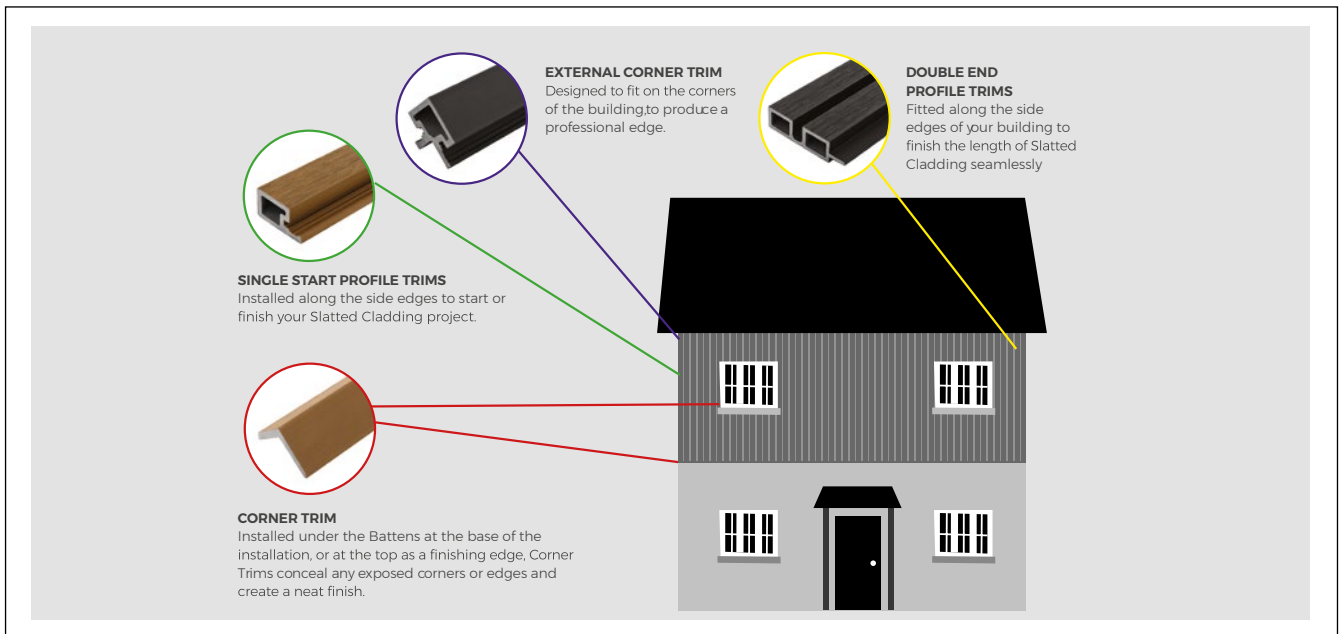 EXTERNAL CORNER TRIM
Designed to fit on the corners
of the building,to produce a
professional edge.
DOUBLE END
PROFILE TRIMS
Fitted along the side
edges of your building to
finish the length of Slatted
Cladding seamlessly
SINGLE START PROFILE TRIMS
Installed along the side edges to start or
finish your Slatted Cladding project.
CORNER TRIM
Installed under the Battens at the base of the
installation, or at the top as a finishing edge, Corner
Trims conceal any exposed corners or edges and
create a neat finish.